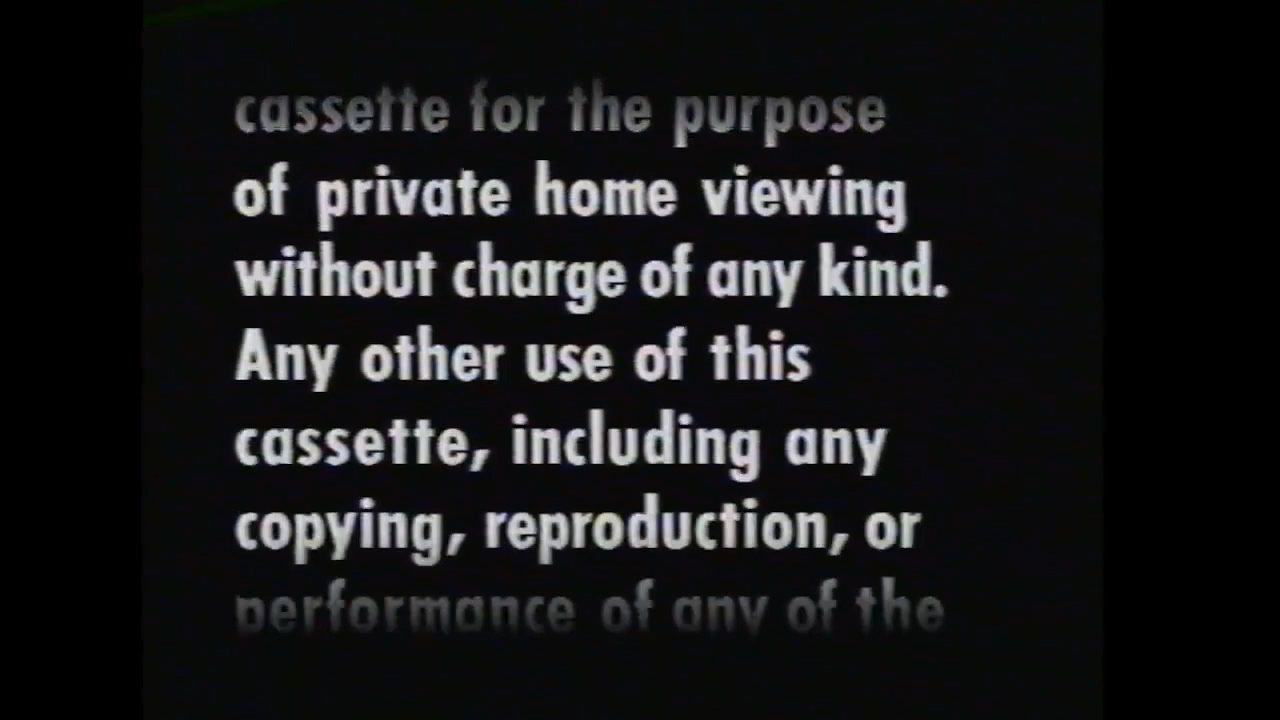 cassette for the purpose
of private home viewing
without charge of any kind.
Any other use of this
cassette, including any
copying, reproduction, or
performance of any of the